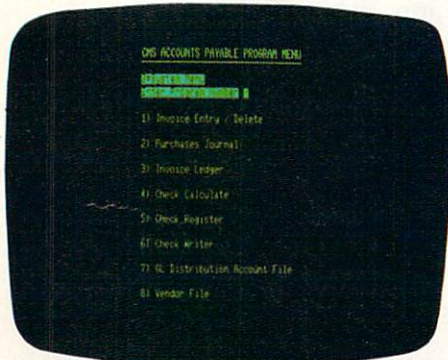 CMS ACCOUNTS PAYABLE PROGRAM MENU
1) Invoice Entry / Delete
2) Purchases Journal
3) Invoice Ledger
4) Check Calculate
5) Check Register
6) Check Writer
7) GL Distribution Account File
8) Vendor File